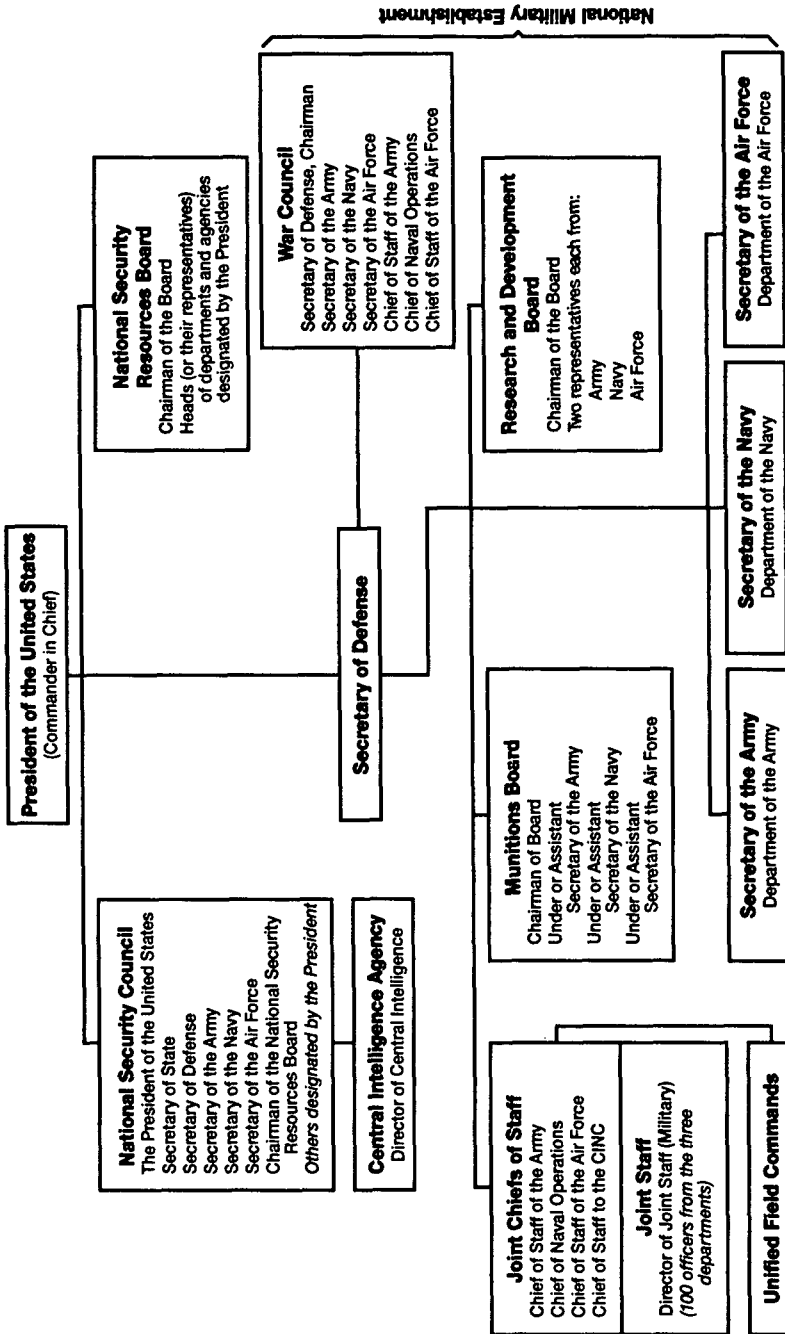 President of the United States
(Commander in Chief)
National Security Council
The President of the United States
Secretary of State
Secretary of Defense
Secretary of the Army
Secretary of the Navy
Secretary of the Air Force
Chairman of the National Security
Resources Board
Others designated by the President
National Security
Resources Board
Chairman of the Board
Heads (or their representatives)
of departments and agencies
designated by the President
Central Intelligence Agency
Director of Central Intelligence
Secretary of Defense
War Council
Secretary of Defense, Chairman
Secretary of the Army
Secretary of the Navy
Secretary of the Air Force
Chief of Staff of the Army
Chief of Naval Operations
Chief of Staff of the Air Force
National Military Establishment
Joint Chiefs of Staff
Chief of Staff of the Army
Chief of Naval Operations
Chief of Staff of the Air Force
Chief of Staff to the CINC
Joint Staff
Director of Joint Staff (Military)
(100 officers from the three
departments)
Unified Field Commands
Munitions Board
Chairman of Board
Under or Assistant
Secretary of the Army
Under or Assistant
Secretary of the Navy
Under or Assistant
Secretary of the Air Force
Research and Development
Board
Chairman of the Board
Two representatives each from:
Army
Navy
Air Force
Secretary of the Army
Department of the Army
Secretary of the Navy
Department of the Navy
Secretary of the Air Force
Department of the Air Force